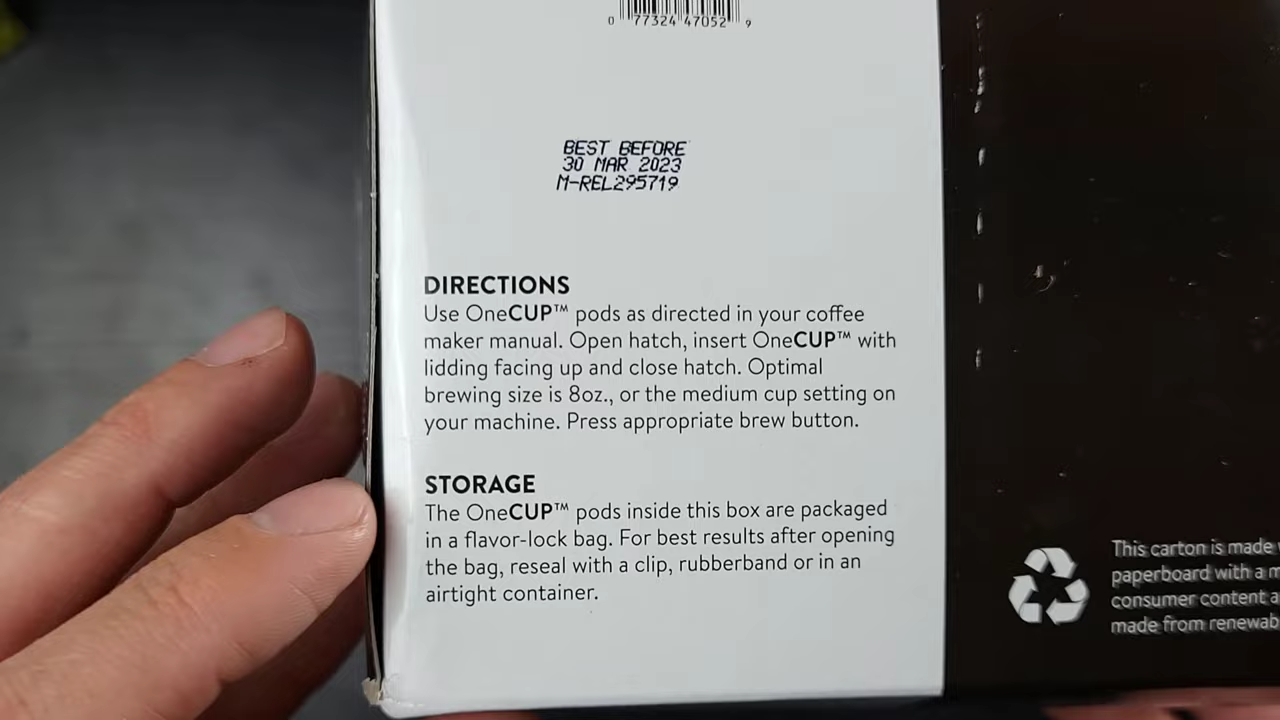 0 77324 47052 9
BEST BEFORE
30 MAR 2023
M-REL295719
DIRECTIONS
Use OneCUP™ pods as directed in your coffee
maker manual. Open hatch, insert OneCUP™ with
lidding facing up and close hatch. Optimal
brewing size is 8oz., or the medium cup setting on
your machine. Press appropriate brew button.
STORAGE
The OneCUP™ pods inside this box are packaged
in a flavor-lock bag. For best results after opening
the bag, reseal with a clip, rubberband or in an
airtight container.
This carton is made
paperboard with a
consumer content
made from